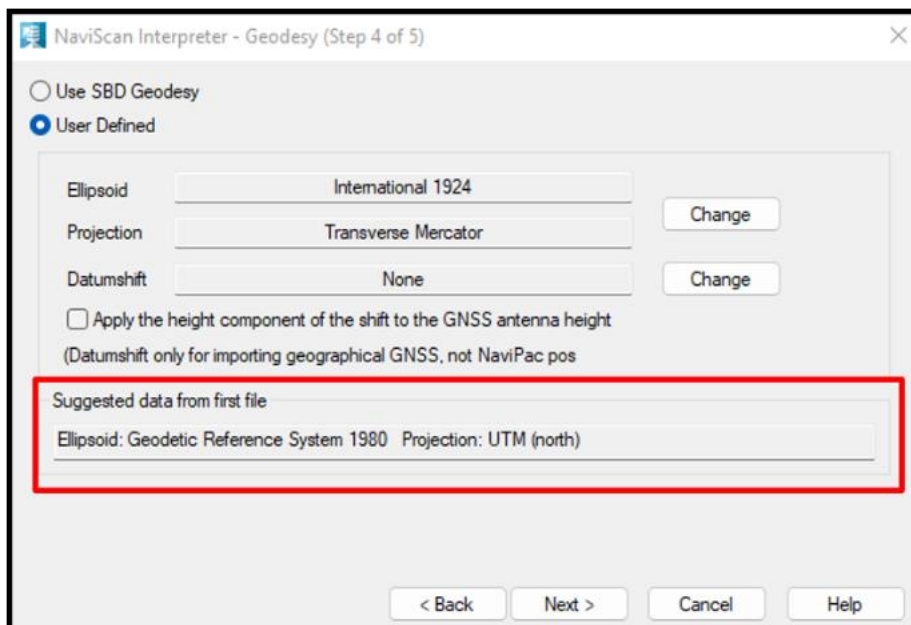 NaviScan Interpreter - Geodesy (Step 4 of 5)
Use SBD Geodesy
User Defined
Ellipsoid International 1924
Change
Projection Transverse Mercator
Datumshift None Change
Apply the height component of the shift to the GNSS antenna height
(Datumshift only for importing geographical GNSS, not NaviPac pos
Suggested data from first file
Ellipsoid: Geodetic Reference System 1980 Projection: UTM (north)
< Back Next > Cancel Help